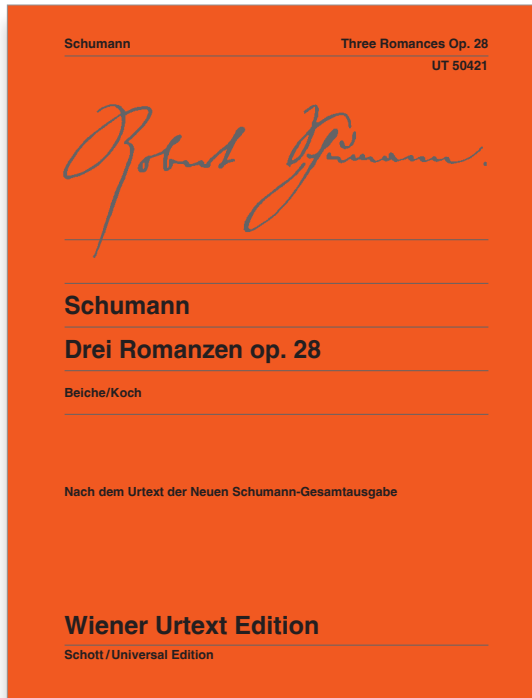 Schumann Three Romances Op. 28
UT 50421
Robert Schumann.
Schumann
Drei Romanzen op. 28
Beiche/Koch
Nach dem Urtext der Neuen Schumann-Gesamtausgabe
Wiener Urtext Edition
Schott/Universal Edition